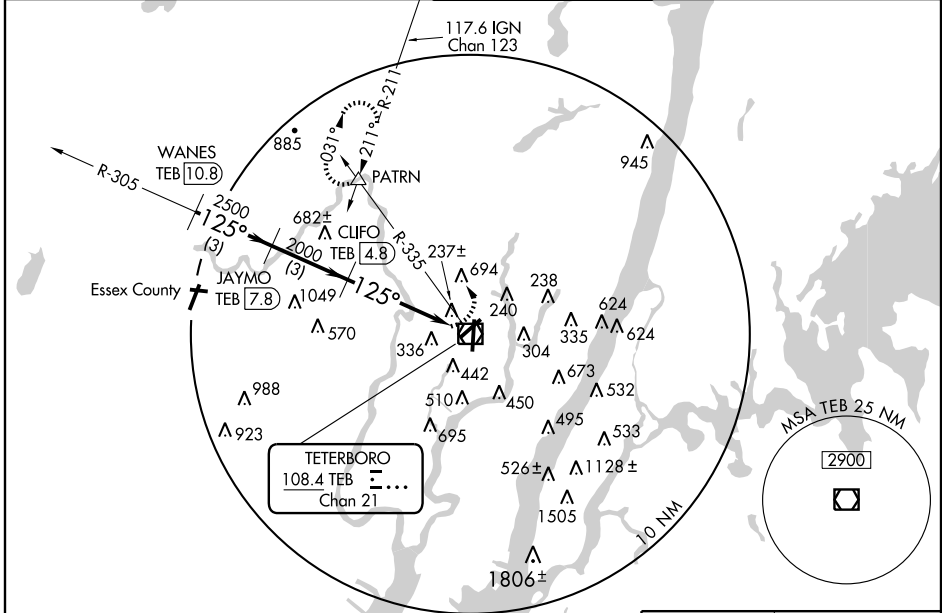 117.6 IGN
Chan 123
R-211
211°
031°
885
945
WANES
TEB 10.8
PATRN
R-305
2500
125°
(3)
682±
CLIFO
TEB 4.8
R-335
237±
694
2000
(3)
JAYMO
TEB 7.8
125°
Essex County
1049
570
240
238
624
624
335
304
336
442
673
532
988
510
450
923
695
495
533
TETERBORO
108.4 TEB
Chan 21
526±
1128±
1505
10 NM
1806±
MSA TEB 25 NM
2900